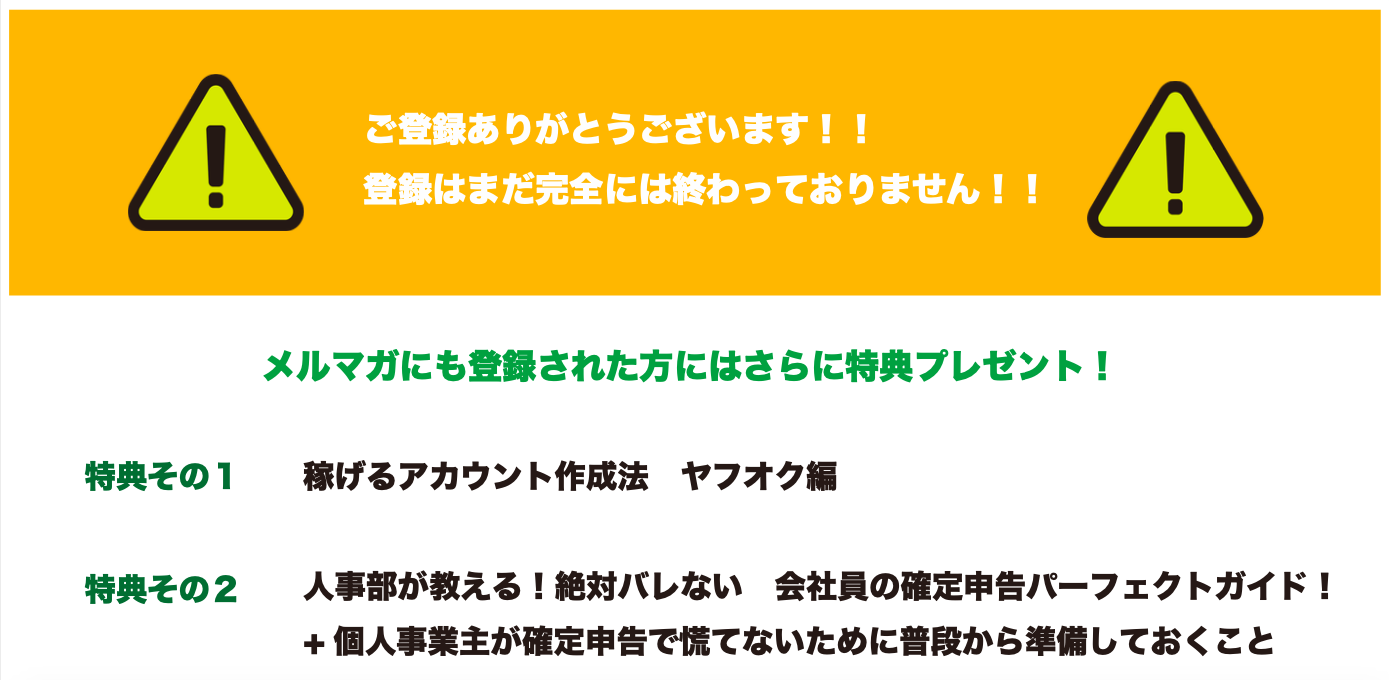 ご登録ありがとうございます！！
登録はまだ完全には終わっておりません！！
メルマガにも登録された方にはさらに特典プレゼント！
特典その１　稼げるアカウント作成法　ヤフオク編
特典その２　人事部が教える！絶対バレない　会社員の確定申告パーフェクトガイド！
+ 個人事業主が確定申告で慌てないために普段から準備しておくこと